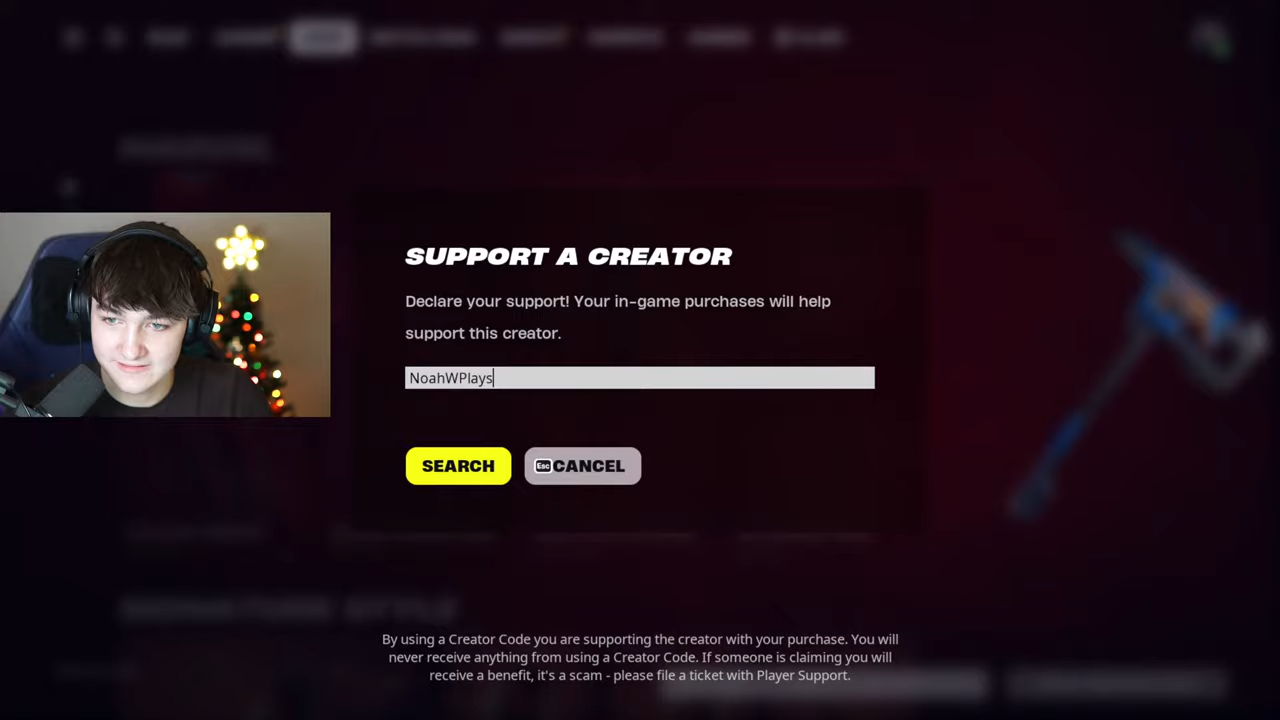 SUPPORT A CREATOR
Declare your support! Your in-game purchases will help
support this creator.
NoahWPlays
SEARCH
Esc CANCEL
By using a Creator Code you are supporting the creator with your purchase. You will
never receive anything from using a Creator Code. If someone is claiming you will
receive a benefit, it's a scam - please file a ticket with Player Support.